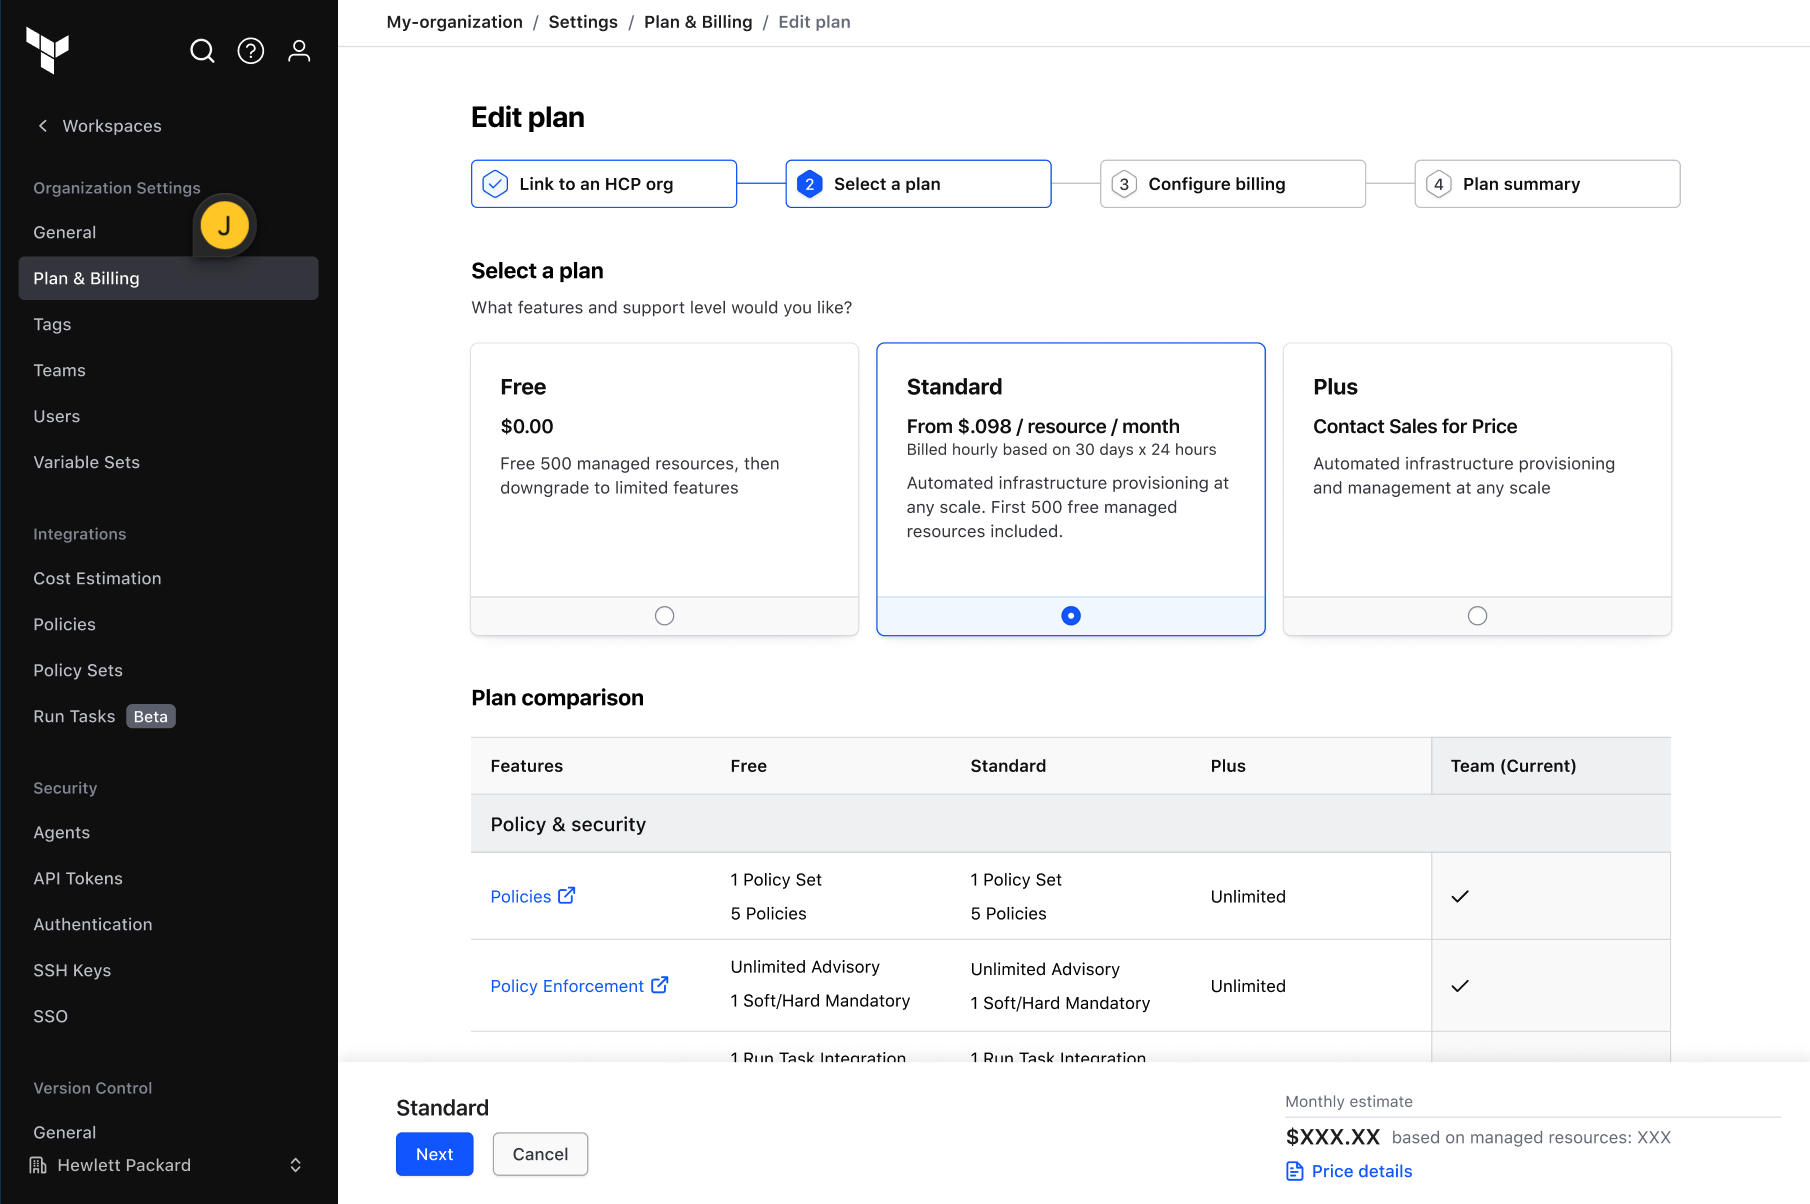 My-organization / Settings / Plan & Billing / Edit plan
Workspaces
Organization Settings
J
General
Plan & Billing
Tags
Teams
Users
Variable Sets
Integrations
Cost Estimation
Policies
Policy Sets
Run Tasks Beta
Security
Agents
API Tokens
Authentication
SSH Keys
SSO
Version Control
General
Hewlett Packard
Edit plan
Link to an HCP org
2 Select a plan
3 Configure billing
4 Plan summary
Select a plan
What features and support level would you like?
Free
$0.00
Free 500 managed resources, then
downgrade to limited features
Standard
From $.098 / resource / month
Billed hourly based on 30 days x 24 hours
Automated infrastructure provisioning at
any scale. First 500 free managed
resources included.
Plus
Contact Sales for Price
Automated infrastructure provisioning
and management at any scale
Plan comparison
Features Free Standard Plus Team (Current)
Policy & security
Policies
1 Policy Set
5 Policies
1 Policy Set
5 Policies
Unlimited
Policy Enforcement
Unlimited Advisory
1 Soft/Hard Mandatory
Unlimited Advisory
1 Soft/Hard Mandatory
Unlimited
1 Run Task Integration
1 Run Task Integration
Standard
Next
Cancel
Monthly estimate
$XXX.XX based on managed resources: XXX
Price details